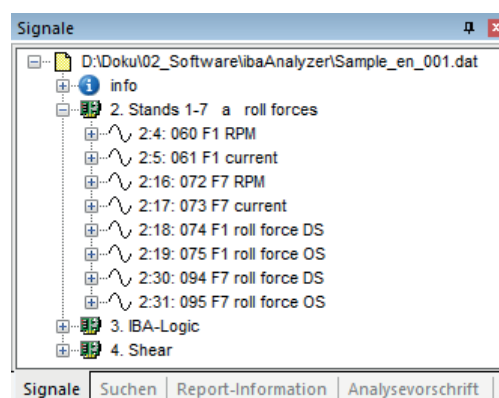 Signale
D:\Doku\02_Software\ibaAnalyzer\Sample_en_001.dat
info
2. Stands 1-7 a roll forces
2:4: 060 F1 RPM
2:5: 061 F1 current
2:16: 072 F7 RPM
2:17: 073 F7 current
2:18: 074 F1 roll force DS
2:19: 075 F1 roll force OS
2:30: 094 F7 roll force DS
2:31: 095 F7 roll force OS
3. IBA-Logic
4. Shear
Signale Suchen Report-Information Analysevorschrift